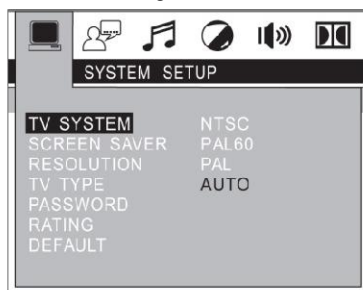 SYSTEM SETUP
TV SYSTEM NTSC
SCREEN SAVER PAL60
RESOLUTION PAL
TV TYPE AUTO
PASSWORD
RATING
DEFAULT